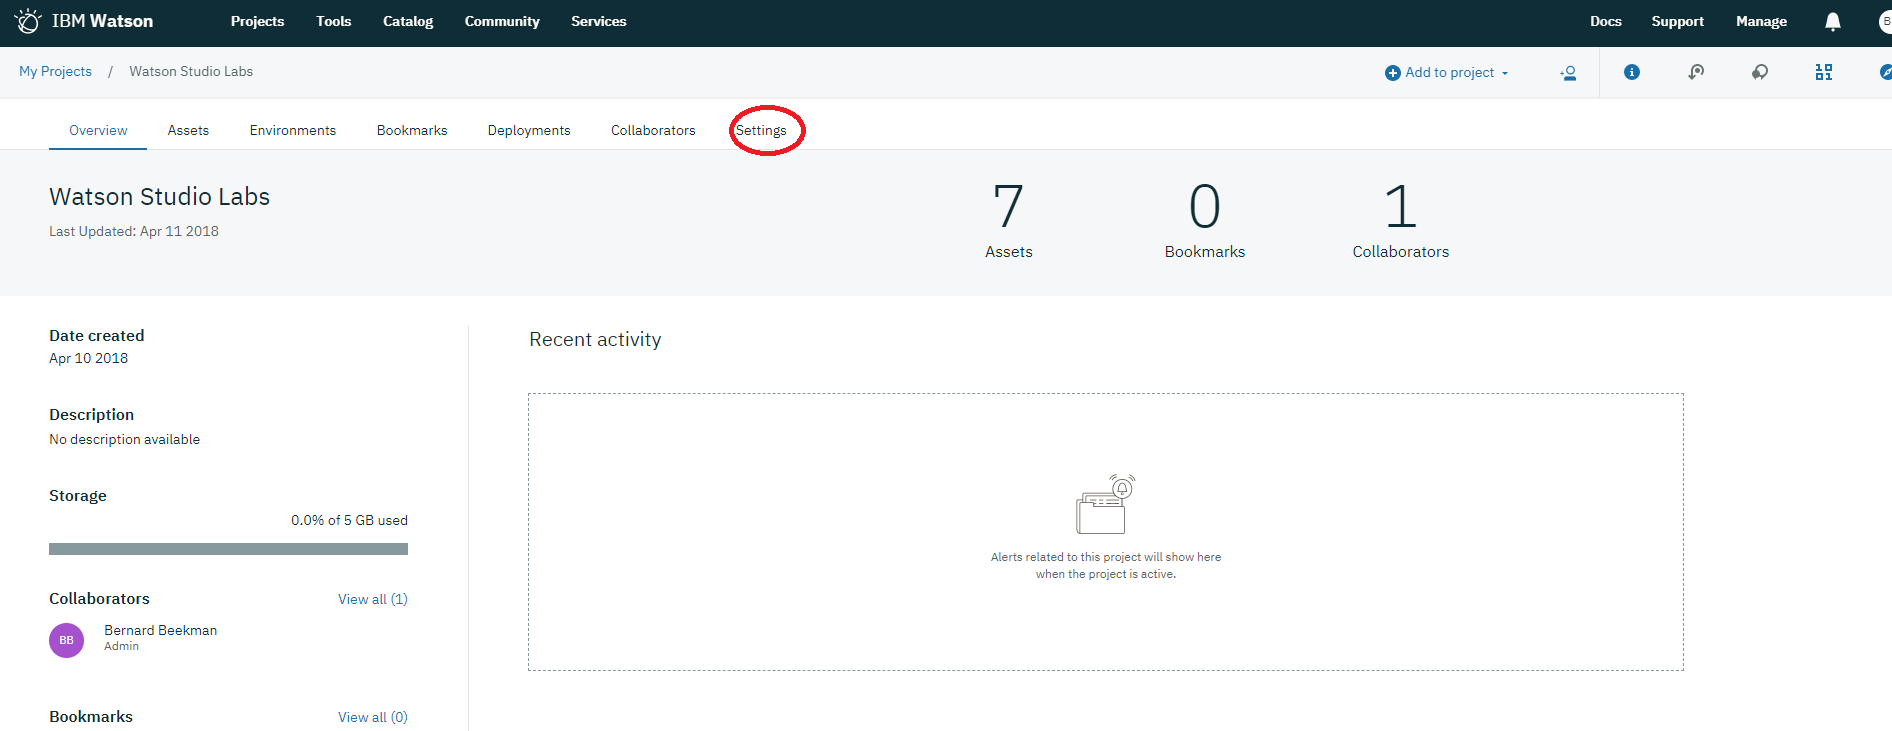 IBM Watson Projects Tools Catalog Community Services Docs Support Manage B
My Projects / Watson Studio Labs Add to project
Overview Assets Environments Bookmarks Deployments Collaborators Settings
Watson Studio Labs
Last Updated: Apr 11 2018
7 0 1
Assets Bookmarks Collaborators
Date created
Apr 10 2018
Description
No description available
Storage
0.0% of 5 GB used
Collaborators View all (1)
BB Bernard Beekman
Admin
Bookmarks View all (0)
Recent activity
Alerts related to this project will show here
when the project is active.